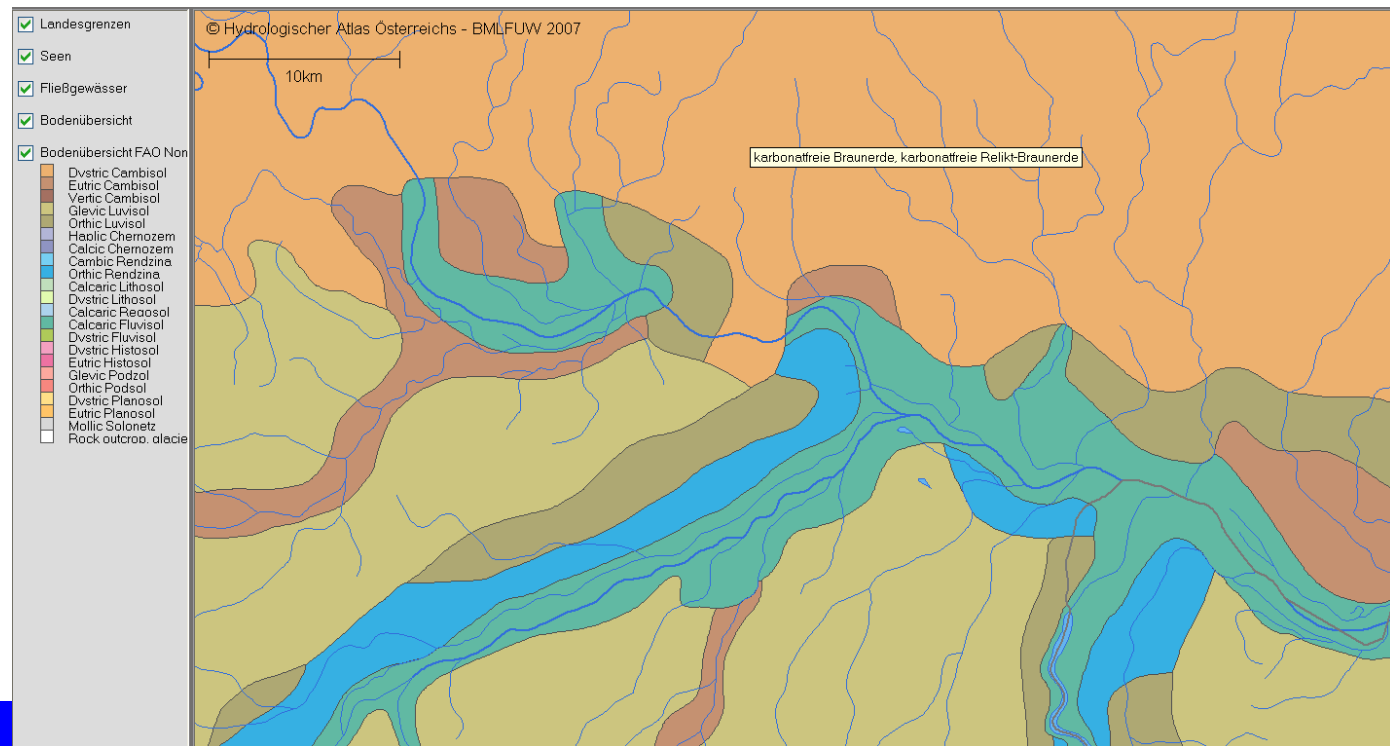 Landesgrenzen
Seen
Fließgewässer
Bodenübersicht
Bodenübersicht FAO Non
Dystric Cambisol
Eutric Cambisol
Vertic Cambisol
Gleyic Luvisol
Orthic Luvisol
Haplic Chernozem
Calcic Chernozem
Cambic Rendzina
Orthic Rendzina
Calcaric Lithosol
Dystric Lithosol
Calcaric Regosol
Calcaric Fluvisol
Dystric Fluvisol
Dystric Histosol
Eutric Histosol
Gleyic Podzol
Orthic Podsol
Dystric Planosol
Eutric Planosol
Mollic Solonetz
Rock outcrop, glacie
© Hydrologischer Atlas Österreichs - BMLFUW 2007
10km
karbonatfreie Braunerde, karbonatfreie Relikt-Braunerde